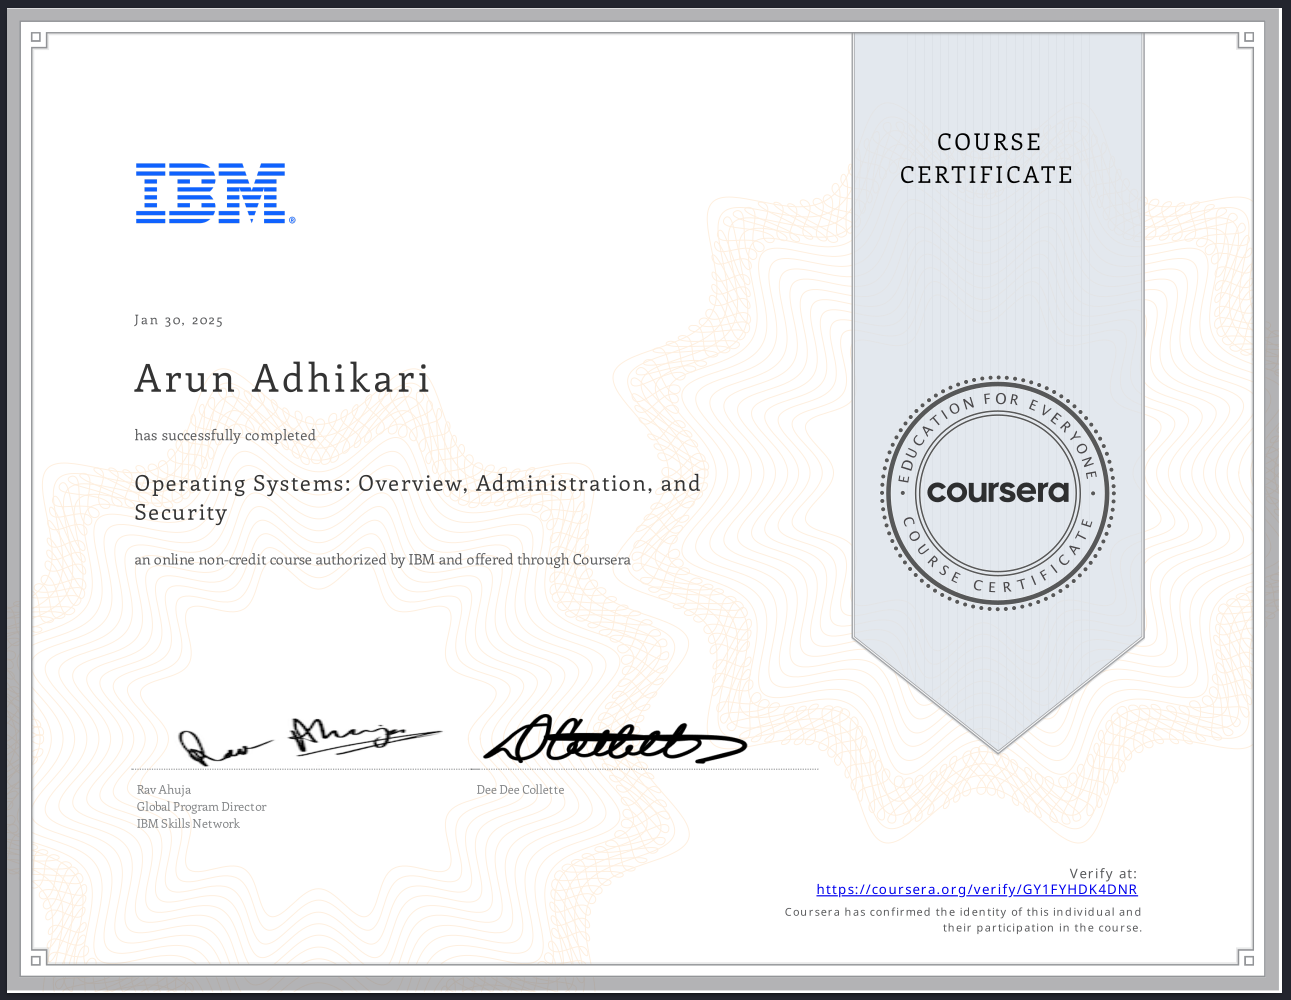 COURSE
CERTIFICATE
IBM®
Jan 30, 2025
Arun Adhikari
has successfully completed
Operating Systems: Overview, Administration, and
Security
an online non-credit course authorized by IBM and offered through Coursera
EDUCATION FOR EVERYONE
coursera
COURSE CERTIFICATE
Rav Ahuja
Dee Dee Collette
Global Program Director
IBM Skills Network
Verify at:
https://coursera.org/verify/GY1FYHDK4DNR
Coursera has confirmed the identity of this individual and
their participation in the course.